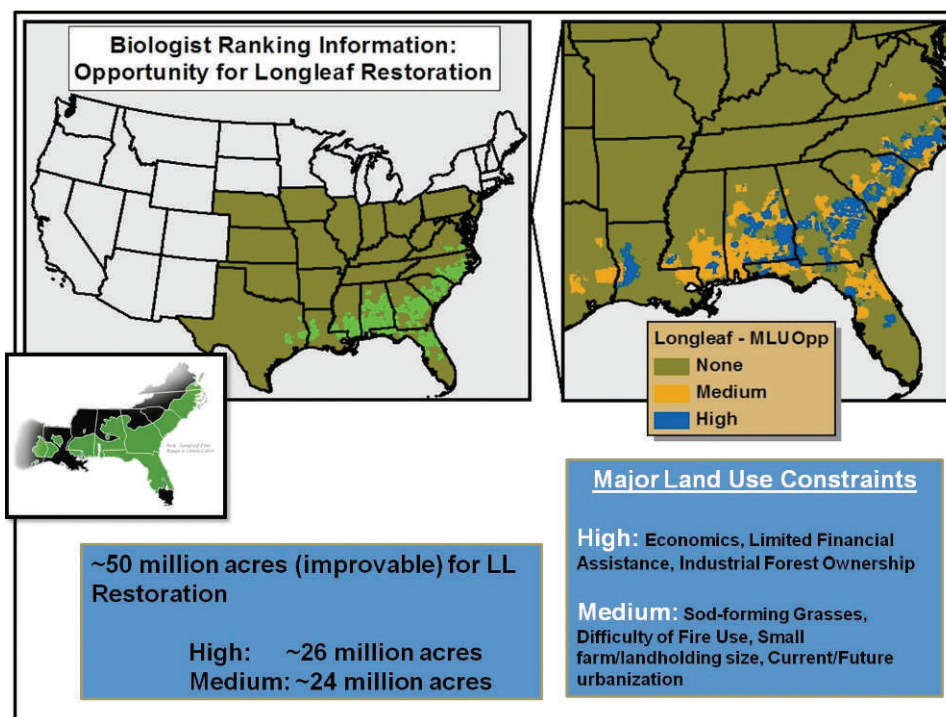 Biologist Ranking Information:
Opportunity for Longleaf Restoration
Longleaf - MLUOpp
None
Medium
High
Major Land Use Constraints
High: Economics, Limited Financial
Assistance, Industrial Forest Ownership
Medium: Sod-forming Grasses,
Difficulty of Fire Use, Small
farm/landholding size, Current/Future
urbanization
~50 million acres (improvable) for LL
Restoration
High: ~26 million acres
Medium: ~24 million acres